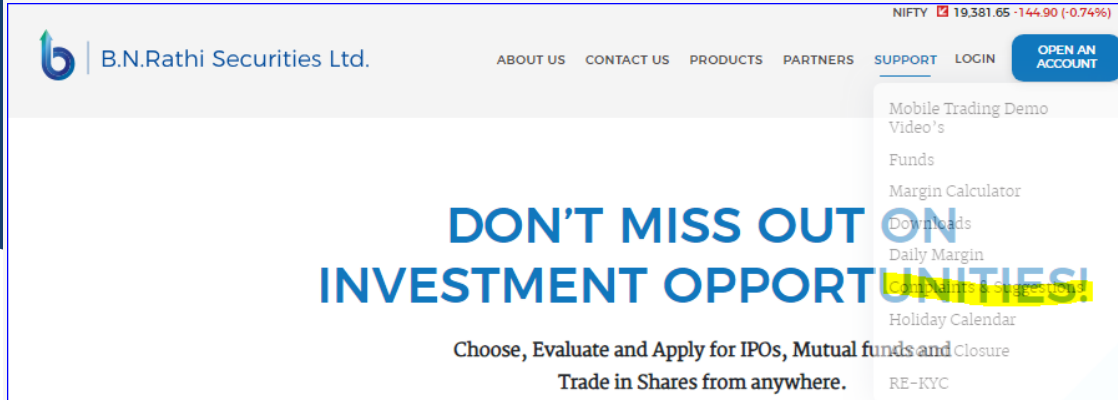 NIFTY 19,381.65 -144.90 (-0.74%)
B.N.Rathi Securities Ltd.
ABOUT US CONTACT US PRODUCTS PARTNERS SUPPORT LOGIN OPEN AN
ACCOUNT
Mobile Trading Demo
Video's
Funds
Margin Calculator
Downloads
Daily Margin
Complaints & Suggestions
Holiday Calendar
Closure
RE-KYC
DON'T MISS OUT ON
INVESTMENT OPPORTUNITIES!
Choose, Evaluate and Apply for IPOs, Mutual funds and
Trade in Shares from anywhere.